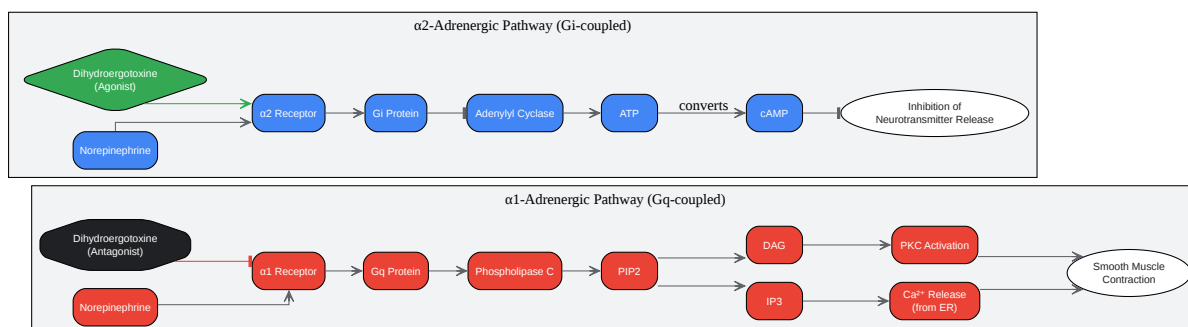 α2-Adrenergic Pathway (Gi-coupled)
Dihydroergotoxine
(Agonist)
α2 Receptor
Gi Protein
Adenylyl Cyclase
ATP
converts
cAMP
Inhibition of
Neurotransmitter Release
Norepinephrine
α1-Adrenergic Pathway (Gq-coupled)
Dihydroergotoxine
(Antagonist)
α1 Receptor
Gq Protein
Phospholipase C
PIP2
DAG
PKC Activation
IP3
Ca²⁺ Release
(from ER)
Smooth Muscle
Contraction
Norepinephrine